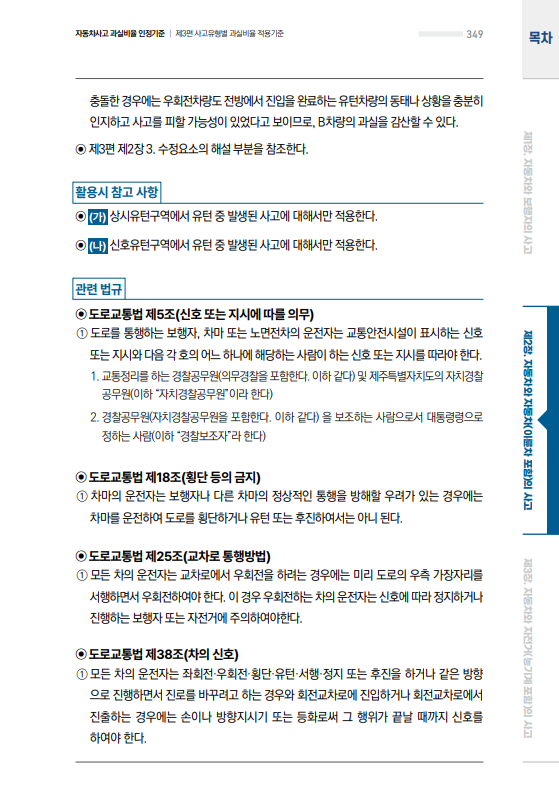 자동차사고 과실비율 인정기준 | 제3편 사고유형별 과실비율 적용기준
349
목차
충돌한 경우에는 우회전차량도 전방에서 진입을 완료하는 유턴차량의 동태나 상황을 충분히
인지하고 사고를 피할 가능성이 있었다고 보이므로, B차량의 과실을 감산할 수 있다.
◉ 제3편 제2장 3. 수정요소의 해설 부분을 참조한다.
활용시 참고 사항
◉ (가) 상시유턴구역에서 유턴 중 발생된 사고에 대해서만 적용한다.
◉ (나) 신호유턴구역에서 유턴 중 발생된 사고에 대해서만 적용한다.
관련 법규
◉ 도로교통법 제5조(신호 또는 지시에 따를 의무)
① 도로를 통행하는 보행자, 차마 또는 노면전차의 운전자는 교통안전시설이 표시하는 신호
또는 지시와 다음 각 호의 어느 하나에 해당하는 사람이 하는 신호 또는 지시를 따라야 한다.
1. 교통정리를 하는 경찰공무원(의무경찰을 포함한다. 이하 같다) 및 제주특별자치도의 자치경찰
공무원(이하 “자치경찰공무원”이라 한다)
2. 경찰공무원(자치경찰공무원을 포함한다. 이하 같다) 을 보조하는 사람으로서 대통령령으로
정하는 사람(이하 “경찰보조자”라 한다)
◉ 도로교통법 제18조(횡단 등의 금지)
① 차마의 운전자는 보행자나 다른 차마의 정상적인 통행을 방해할 우려가 있는 경우에는
차마를 운전하여 도로를 횡단하거나 유턴 또는 후진하여서는 아니 된다.
◉ 도로교통법 제25조(교차로 통행방법)
① 모든 차의 운전자는 교차로에서 우회전을 하려는 경우에는 미리 도로의 우측 가장자리를
서행하면서 우회전하여야 한다. 이 경우 우회전하는 차의 운전자는 신호에 따라 정지하거나
진행하는 보행자 또는 자전거에 주의하여야한다.
◉ 도로교통법 제38조(차의 신호)
① 모든 차의 운전자는 좌회전·우회전·횡단·유턴·서행·정지 또는 후진을 하거나 같은 방향
으로 진행하면서 진로를 바꾸려고 하는 경우와 회전교차로에 진입하거나 회전교차로에서
진출하는 경우에는 손이나 방향지시기 또는 등화로써 그 행위가 끝날 때까지 신호를
하여야 한다.
제1장. 자동차와 보행자의 사고
제2장. 자동차와 자동차(이륜차 포함)의 사고
제3장. 자동차와 자전거(농기계 포함)의 사고